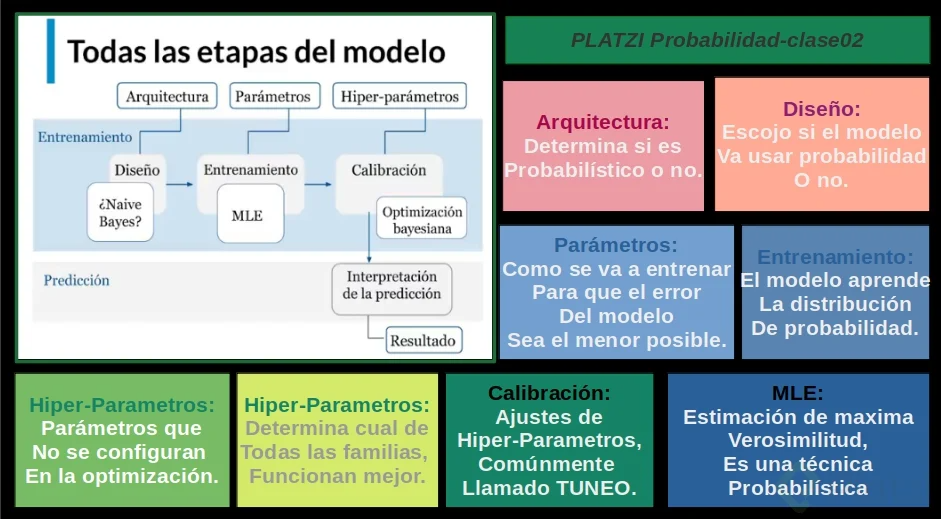 Todas las etapas del modelo
Arquitectura
Parámetros
Hiper-parámetros
Entrenamiento
Diseño
Entrenamiento
Calibración
¿Naive
Bayes?
MLE
Optimización
bayesiana
Predicción
Interpretación
de la predicción
Resultado
PLATZI Probabilidad-clase02
Arquitectura:
Determina si es
Probabilístico o no.
Diseño:
Escojo si el modelo
Va usar probabilidad
O no.
Parámetros:
Como se va a entrenar
Para que el error
Del modelo
Sea el menor posible.
Entrenamiento:
El modelo aprende
La distribución
De probabilidad.
Hiper-Parametros:
Parámetros que
No se configuran
En la optimización.
Hiper-Parametros:
Determina cual de
Todas las familias,
Funcionan mejor.
Calibración:
Ajustes de
Hiper-Parametros,
Comúnmente
Llamado TUNEO.
MLE:
Estimación de maxima
Verosimilitud,
Es una técnica
Probabilística